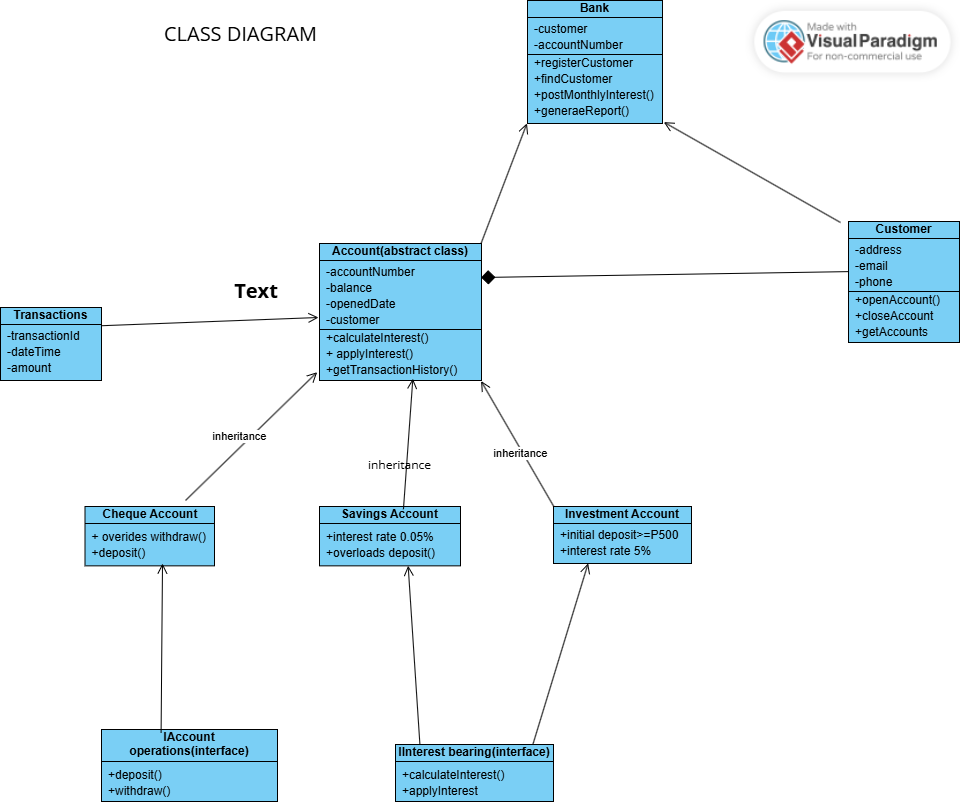 CLASS DIAGRAM
Made with
VisualParadigm
For non-commercial use
Bank
-customer
-accountNumber
+registerCustomer
+findCustomer
+postMonthlyInterest()
+generaeReport()
Customer
-address
-email
-phone
+openAccount()
+closeAccount
+getAccounts
Account(abstract class)
-accountNumber
-balance
-openedDate
-customer
+calculateInterest()
+ applyInterest()
+getTransactionHistory()
Text
Transactions
-transactionId
-dateTime
-amount
inheritance
inheritance
inheritance
Cheque Account
+ overides withdraw()
+deposit()
Savings Account
+interest rate 0.05%
+overloads deposit()
Investment Account
+initial deposit>=P500
+interest rate 5%
IAccount
operations(interface)
+deposit()
+withdraw()
IInterest bearing(interface)
+calculateInterest()
+applyInterest